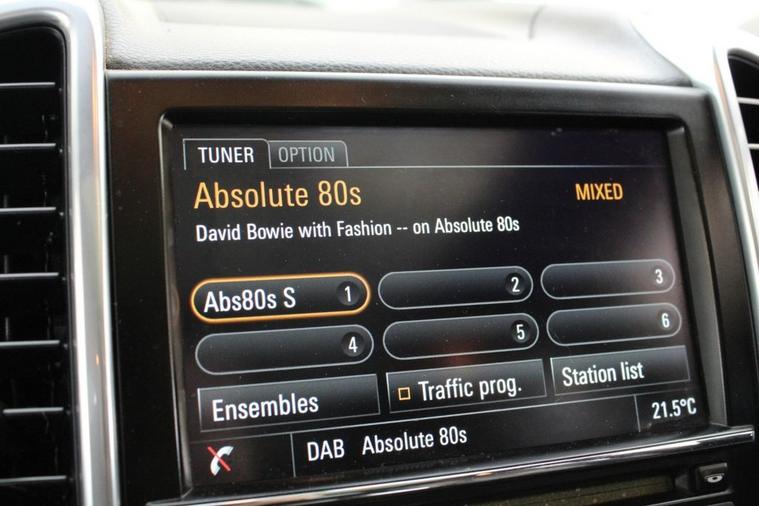 TUNER OPTION
Absolute 80s MIXED
David Bowie with Fashion -- on Absolute 80s
Abs80s S 1 2 3
4 5 6
Ensembles Traffic prog. Station list
DAB Absolute 80s 21.5°C